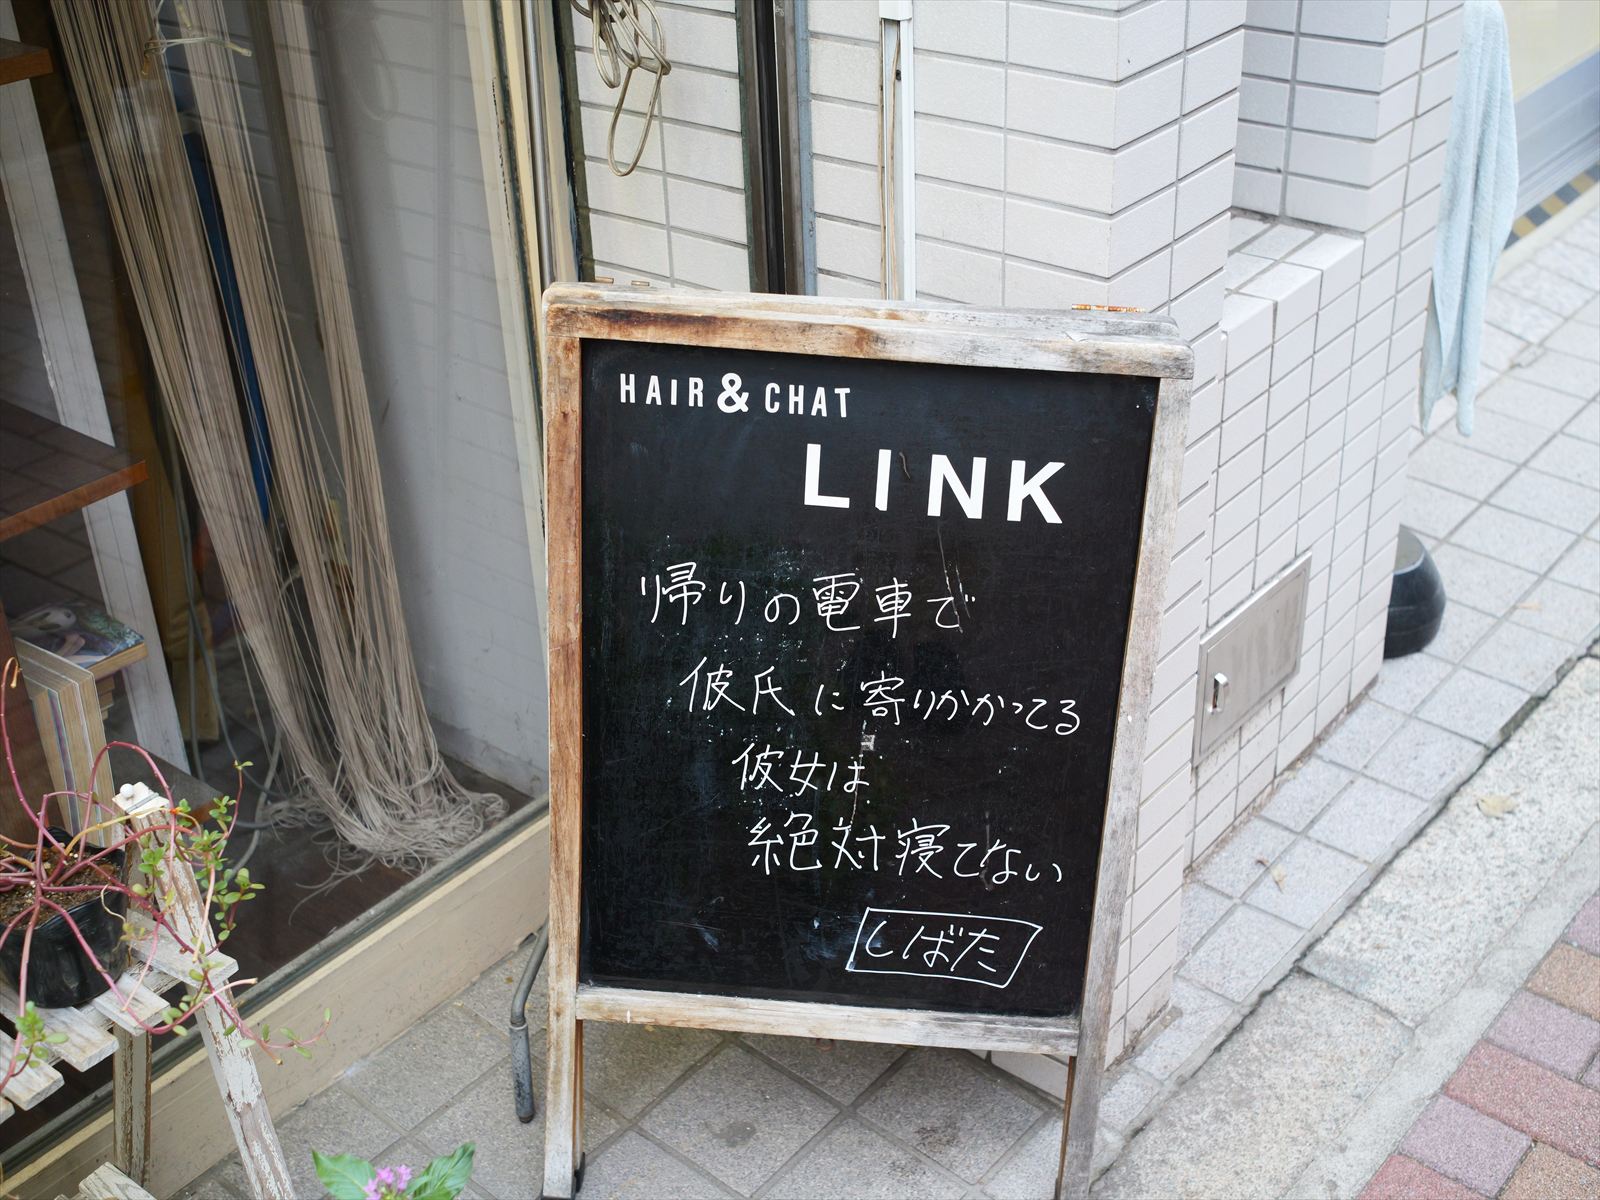 HAIR & CHAT
LINK
帰りの電車で
彼氏に寄りかかってる
彼女は
絶対寝てない
しばた